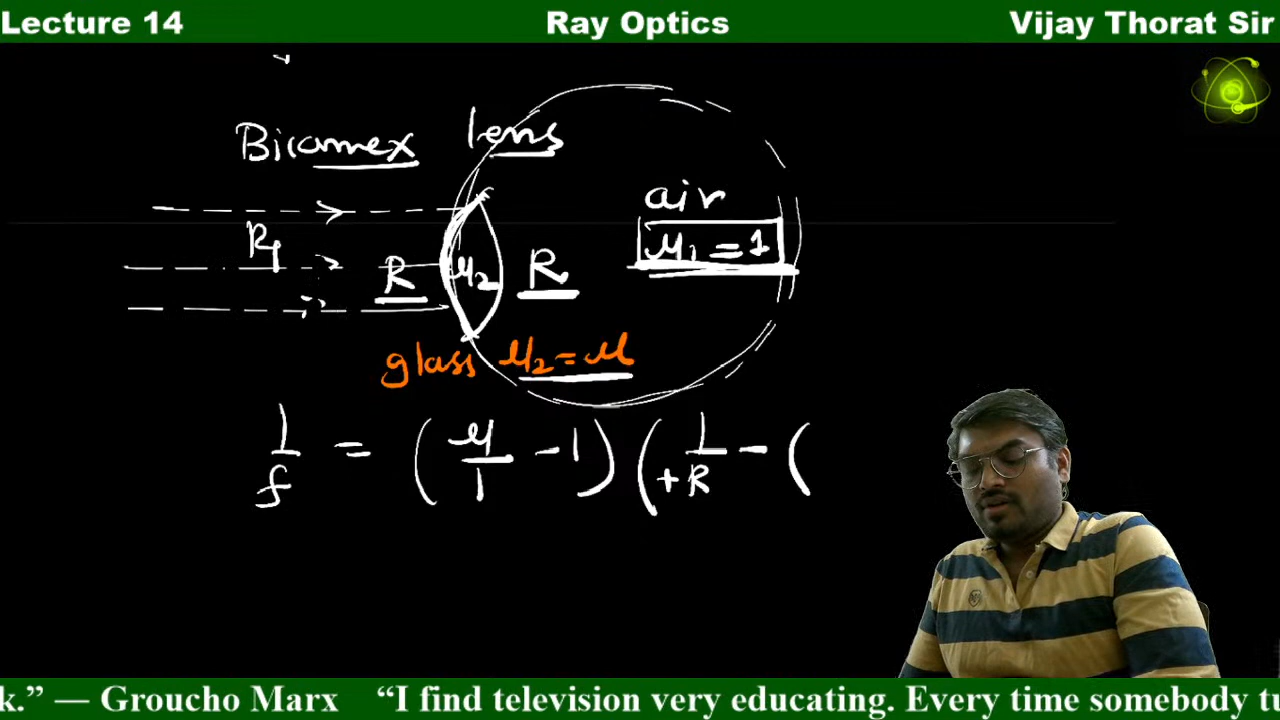 Lecture 14 Ray Optics Vijay Thorat Sir
Biconvex lens
air
R₁ μ₁ = 1
R μ₂ R
glass μ₂ = μ
1/f = (μ/1 - 1)(1/+R - (
k.” — Groucho Marx “I find television very educating. Every time somebody tu